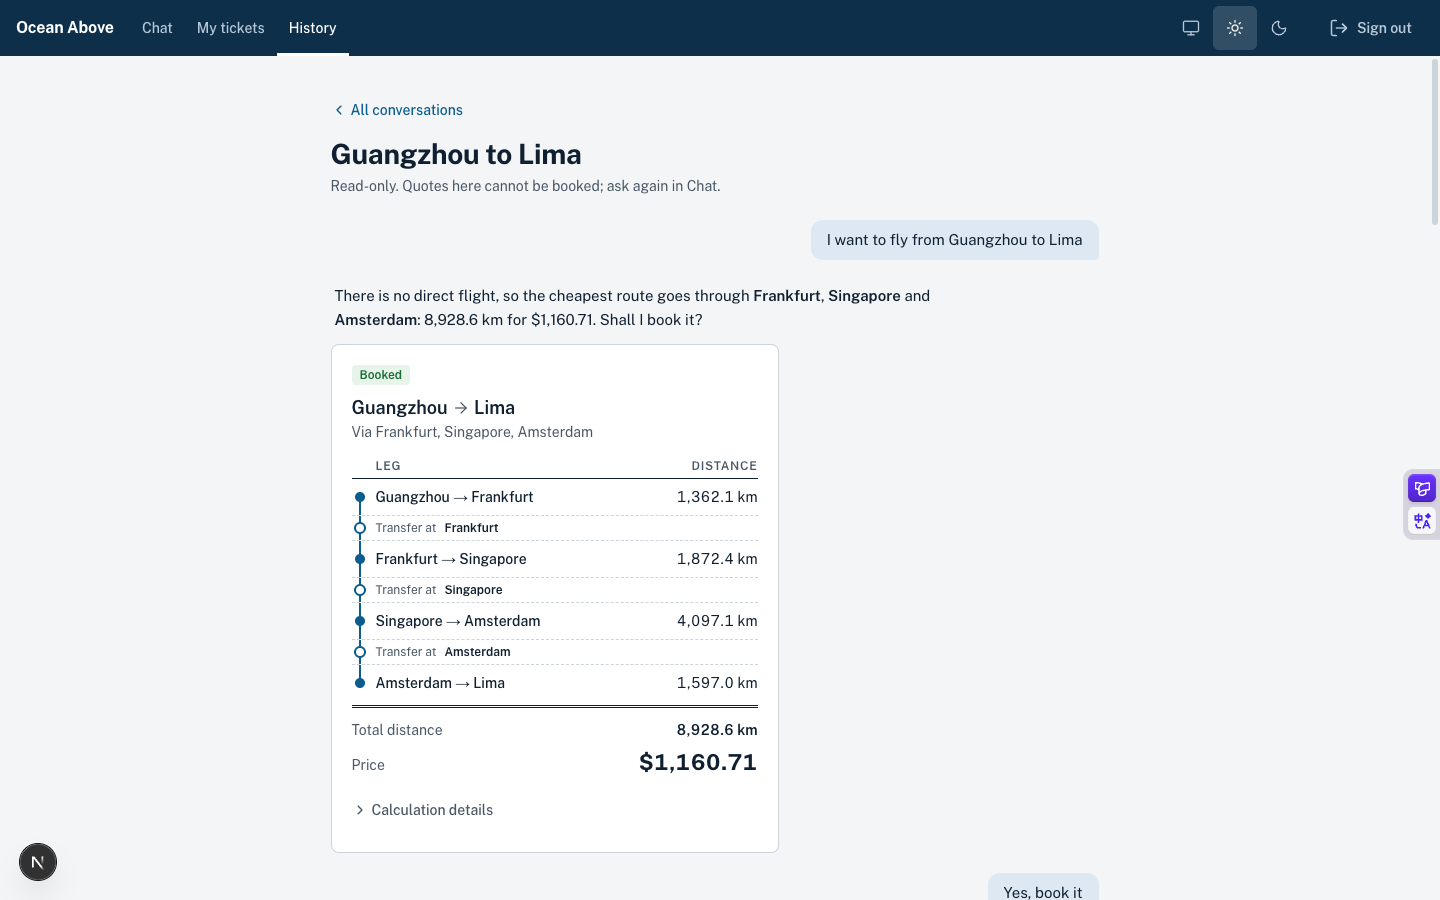 Ocean Above Chat My tickets History Sign out
All conversations
Guangzhou to Lima
Read-only. Quotes here cannot be booked; ask again in Chat.
I want to fly from Guangzhou to Lima
There is no direct flight, so the cheapest route goes through Frankfurt, Singapore and
Amsterdam: 8,928.6 km for $1,160.71. Shall I book it?
Booked
Guangzhou → Lima
Via Frankfurt, Singapore, Amsterdam
LEG DISTANCE
Guangzhou → Frankfurt 1,362.1 km
Transfer at Frankfurt
Frankfurt → Singapore 1,872.4 km
Transfer at Singapore
Singapore → Amsterdam 4,097.1 km
Transfer at Amsterdam
Amsterdam → Lima 1,597.0 km
Total distance 8,928.6 km
Price $1,160.71
Calculation details
Yes, book it